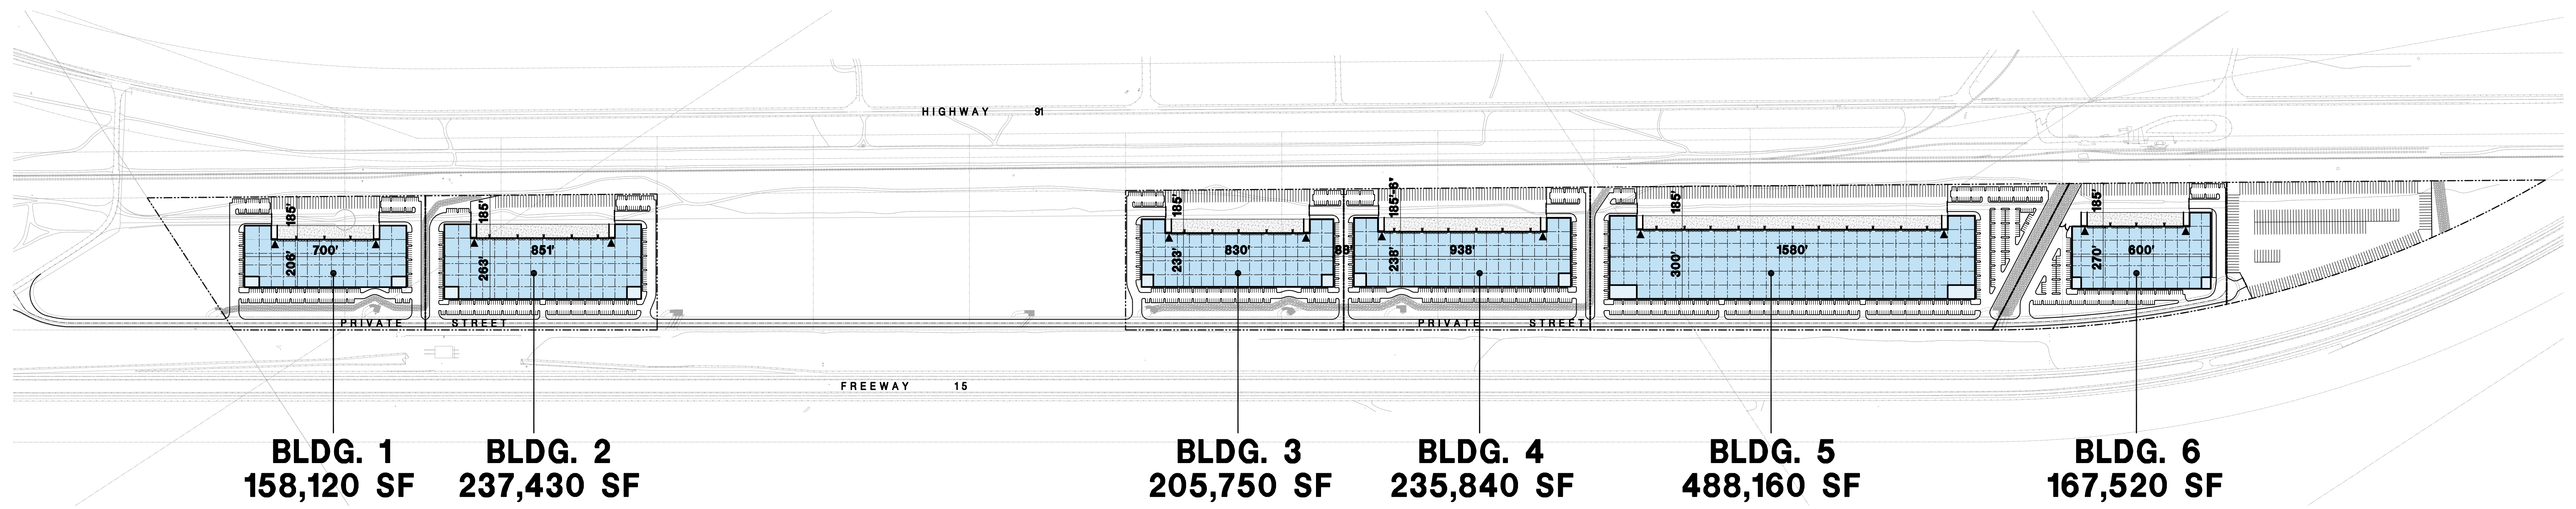 HIGHWAY 91
185'
700'
206'
185'
851'
263'
185'
830'
233'
88'
185'-6'
938'
238'
185'
1580'
300'
185'
600'
270'
PRIVATE STREET
PRIVATE STREET
FREEWAY 15
BLDG. 1
158,120 SF
BLDG. 2
237,430 SF
BLDG. 3
205,750 SF
BLDG. 4
235,840 SF
BLDG. 5
488,160 SF
BLDG. 6
167,520 SF